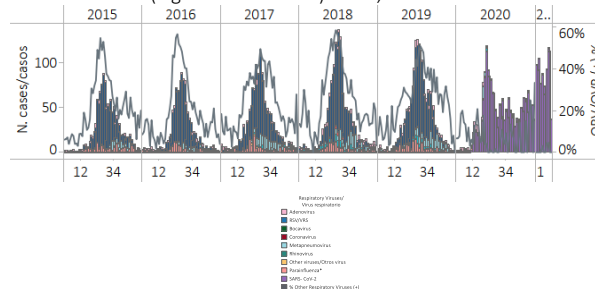 2015 2016 2017 2018 2019 2020 2..
N. cases/casos
100
50
0
60%
40%
20%
0%
12 34 12 34 12 34 12 34 12 34 12 34 1
Respiratory Viruses/
Virus respiratorio
Adenovirus
RSV/VRS
Bocavirus
Coronavirus
Metapneumovirus
Rhinovirus
Other viruses/Otros virus
Parainfluenza*
SARS- CoV-2
% Other Respiratory Viruses (+)